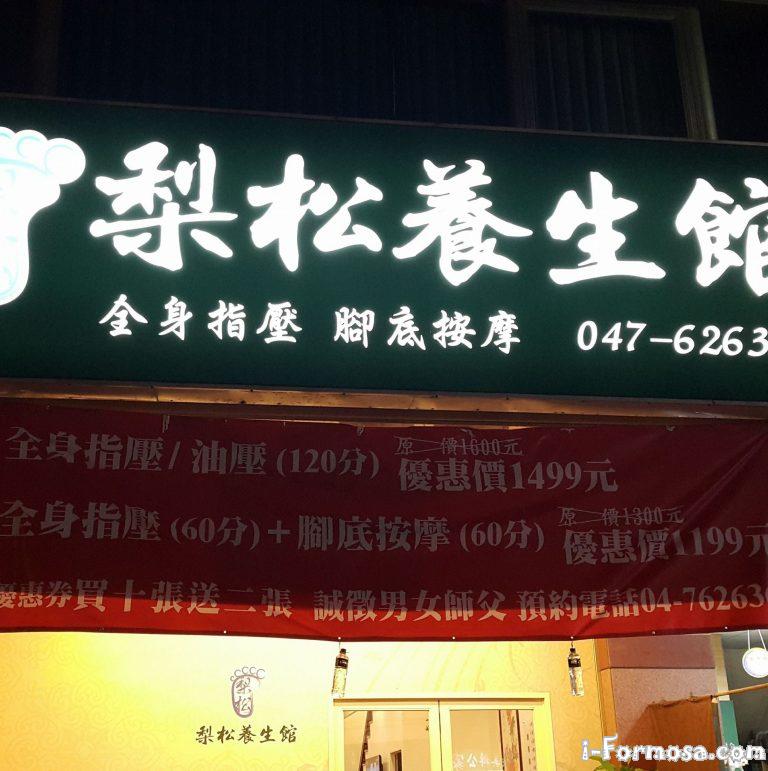 梨松養生館
全身指壓 腳底按摩 047-6263
全身指壓/油壓(120分) 原 價1600元 優惠價1499元
全身指壓(60分)+腳底按摩(60分) 原 價1300元 優惠價1199元
優惠券買十張送二張 誠徵男女師父 預約電話04-76263
梨松
梨松養生館
i-Formosa.com